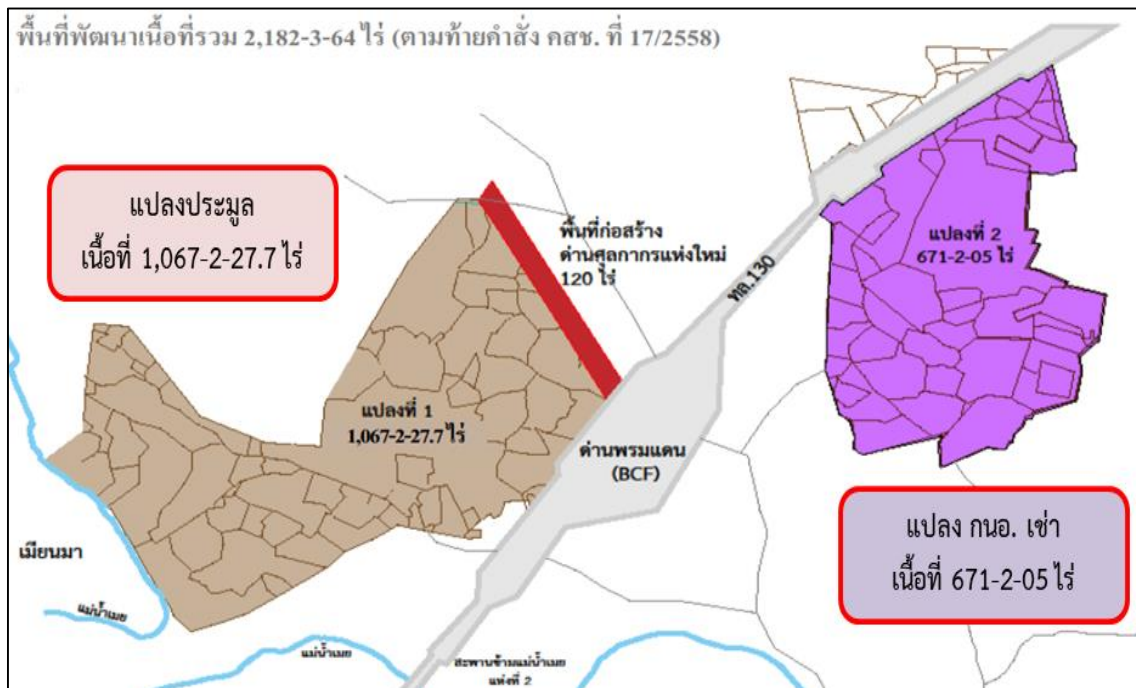 พื้นที่พัฒนาเนื้อที่รวม 2,182-3-64 ไร่ (ตามท้ายคำสั่ง คสช. ที่ 17/2558)
แปลงประมูล
เนื้อที่ 1,067-2-27.7 ไร่
พื้นที่ก่อสร้าง
ด่านศุลกากรแห่งใหม่
120 ไร่
ทล.130
แปลงที่ 2
671-2-05 ไร่
แปลงที่ 1
1,067-2-27.7 ไร่
ด่านพรมแดน
(BCF)
แปลง กนอ. เช่า
เนื้อที่ 671-2-05 ไร่
เมียนมา
แม่น้ำเมย
แม่น้ำเมย
สะพานข้ามแม่น้ำเมย
แห่งที่ 2